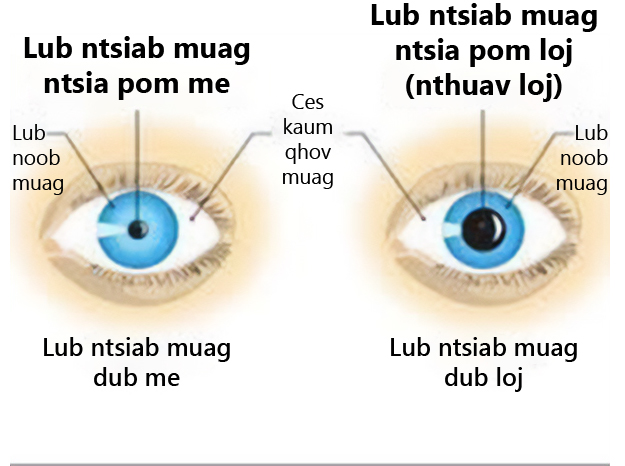 Lub ntsiab muag
ntsia pom me
Lub ntsiab muag
ntsia pom loj
(nthuav loj)
Lub
noob
muag
Ces
kaum
qhov
muag
Lub
noob
muag
Lub ntsiab muag
dub me
Lub ntsiab muag
dub loj